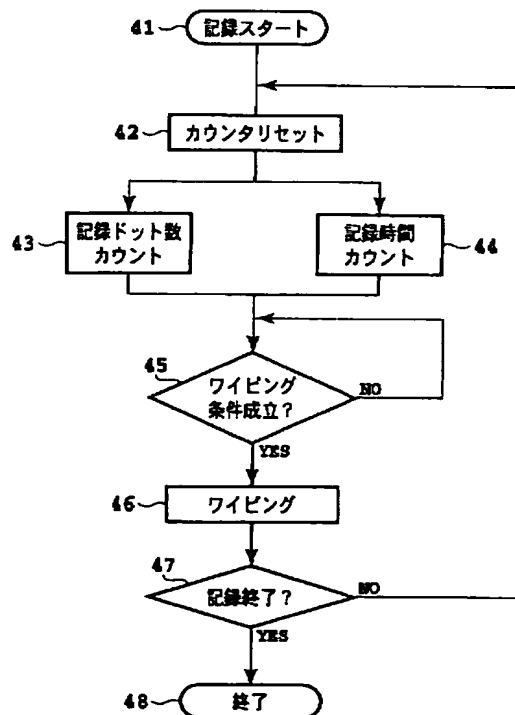 41
記録スタート
42
カウンタリセット
43
記録ドット数
カウント
記録時間
カウント
44
45
ワイピング
条件成立?
NO
YES
46
ワイピング
47
記録終了?
NO
YES
48
終了